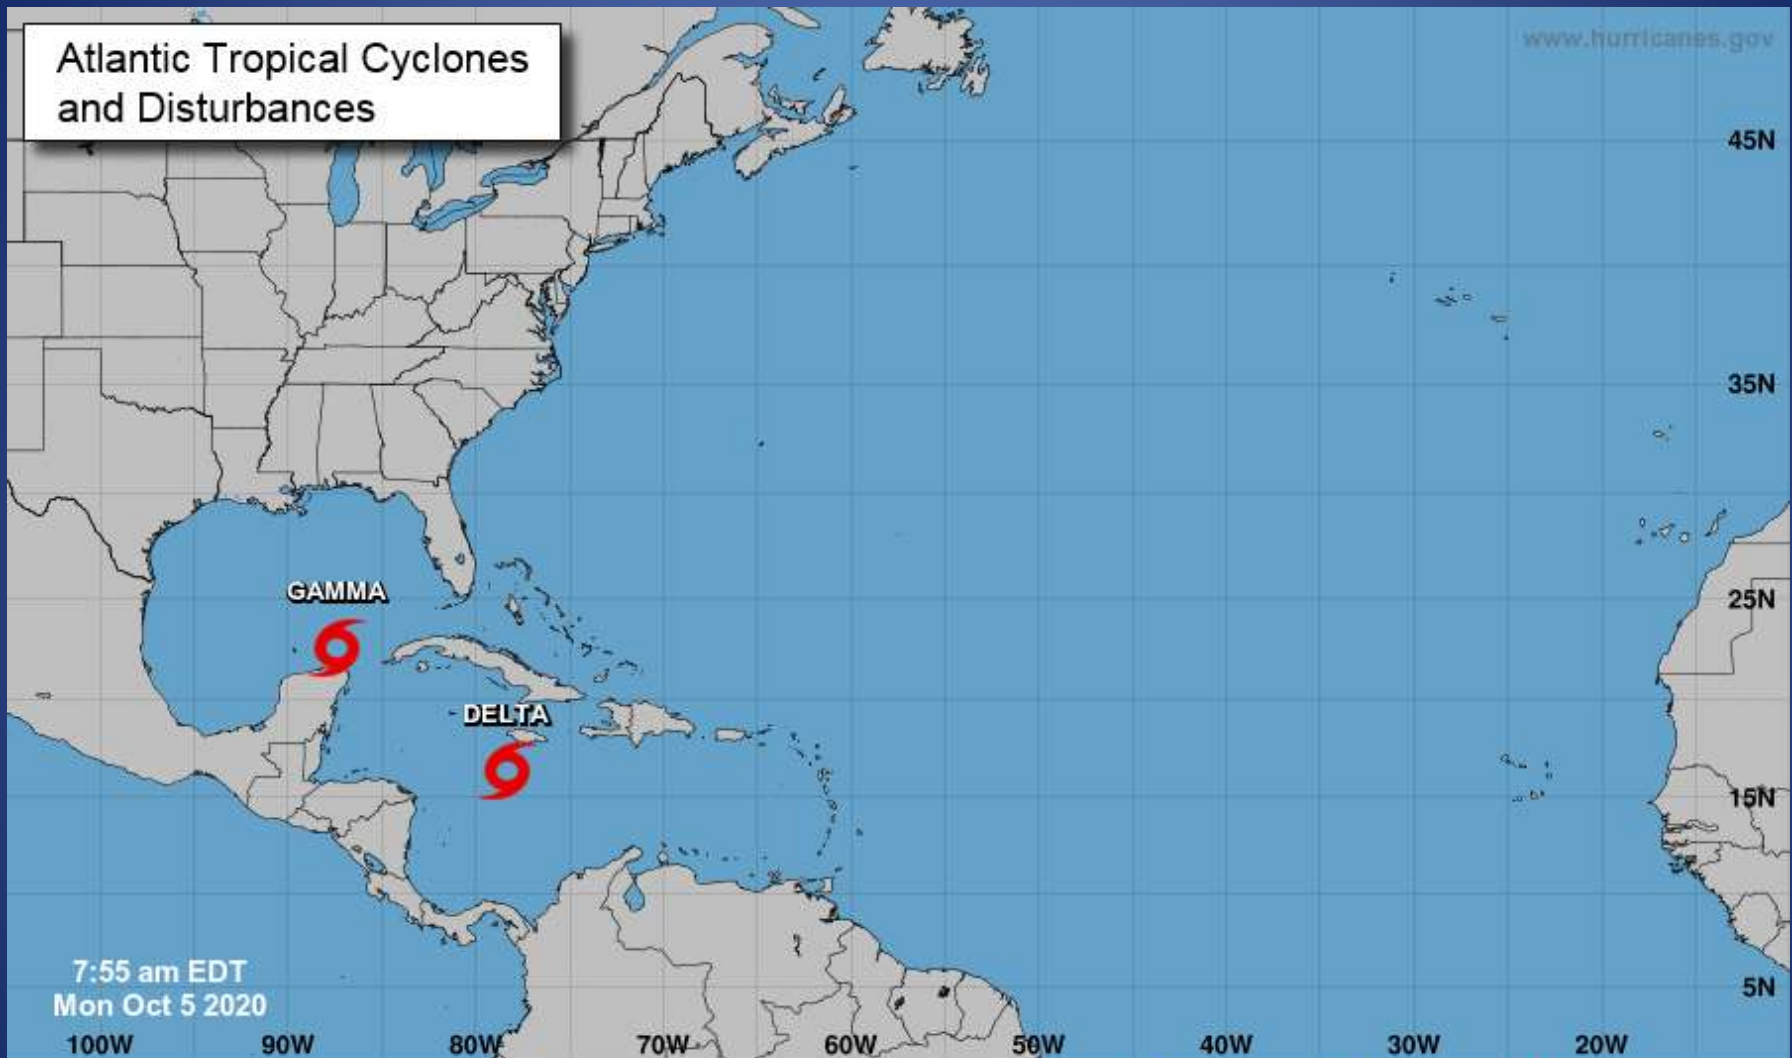 Atlantic Tropical Cyclones
and Disturbances
www.hurricanes.gov
45N
35N
GAMMA
25N
DELTA
15N
7:55 am EDT
Mon Oct 5 2020
5N
100W 90W 80W 70W 60W 50W 40W 30W 20W